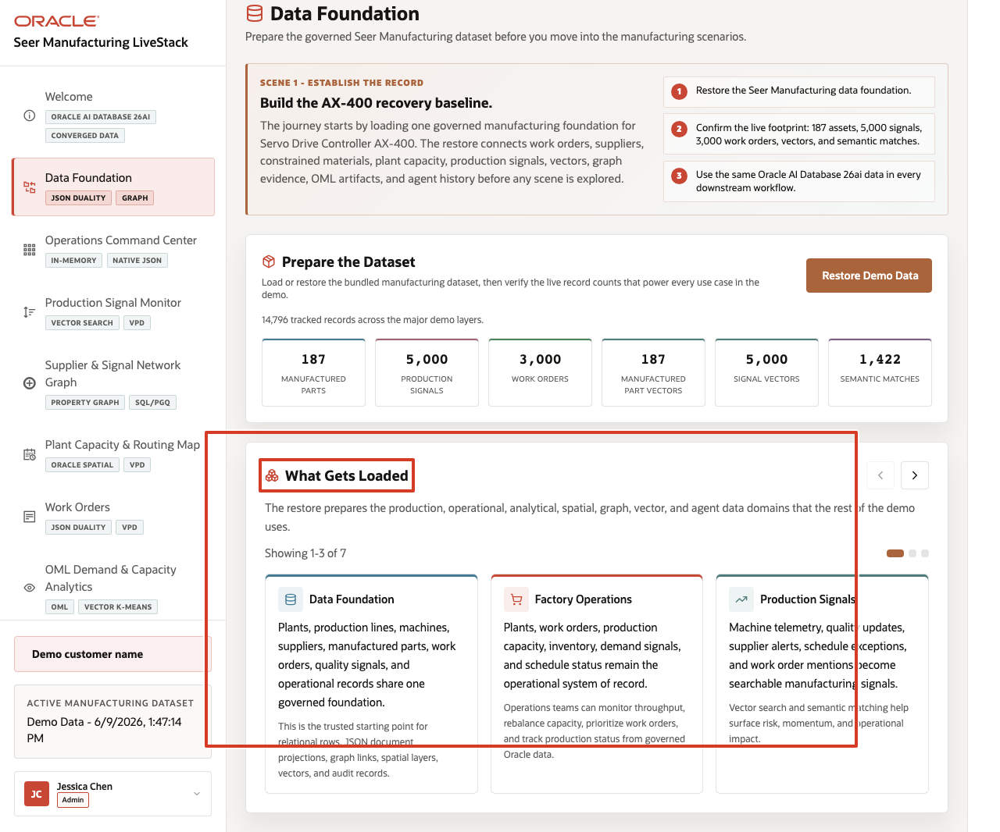 ORACLE
Seer Manufacturing LiveStack
Welcome
ORACLE AI DATABASE 26AI
CONVERGED DATA
Data Foundation
JSON DUALITY GRAPH
Operations Command Center
IN-MEMORY NATIVE JSON
Production Signal Monitor
VECTOR SEARCH VPD
Supplier & Signal Network
Graph
PROPERTY GRAPH SQL/PGQ
Plant Capacity & Routing Map
ORACLE SPATIAL VPD
Work Orders
JSON DUALITY VPD
OML Demand & Capacity
Analytics
OML VECTOR K-MEANS
Demo customer name
ACTIVE MANUFACTURING DATASET
Demo Data - 6/9/2026, 1:47:14
PM
JC
Jessica Chen
Admin
Data Foundation
Prepare the governed Seer Manufacturing dataset before you move into the manufacturing scenarios.
SCENE 1 - ESTABLISH THE RECORD
Build the AX-400 recovery baseline.
The journey starts by loading one governed manufacturing foundation for
Servo Drive Controller AX-400. The restore connects work orders, suppliers,
constrained materials, plant capacity, production signals, vectors, graph
evidence, OML artifacts, and agent history before any scene is explored.
1 Restore the Seer Manufacturing data foundation.
2 Confirm the live footprint: 187 assets, 5,000 signals,
3,000 work orders, vectors, and semantic matches.
3 Use the same Oracle AI Database 26ai data in every
downstream workflow.
Prepare the Dataset
Load or restore the bundled manufacturing dataset, then verify the live record counts that power every use case in the
demo.
Restore Demo Data
14,796 tracked records across the major demo layers.
187
MANUFACTURED
PARTS
5,000
PRODUCTION
SIGNALS
3,000
WORK ORDERS
187
MANUFACTURED
PART VECTORS
5,000
SIGNAL VECTORS
1,422
SEMANTIC MATCHES
What Gets Loaded
The restore prepares the production, operational, analytical, spatial, graph, vector, and agent data domains that the rest of the demo
uses.
Showing 1-3 of 7
Data Foundation
Plants, production lines, machines,
suppliers, manufactured parts, work
orders, quality signals, and
operational records share one
governed foundation.
This is the trusted starting point for
relational rows, JSON document
projections, graph links, spatial layers,
vectors, and audit records.
Factory Operations
Plants, work orders, production
capacity, inventory, demand signals,
and schedule status remain the
operational system of record.
Operations teams can monitor throughput,
rebalance capacity, prioritize work orders,
and track production status from governed
Oracle data.
Production Signals
Machine telemetry, quality updates,
supplier alerts, schedule exceptions,
and work order mentions become
searchable manufacturing signals.
Vector search and semantic matching help
surface risk, momentum, and operational
impact.